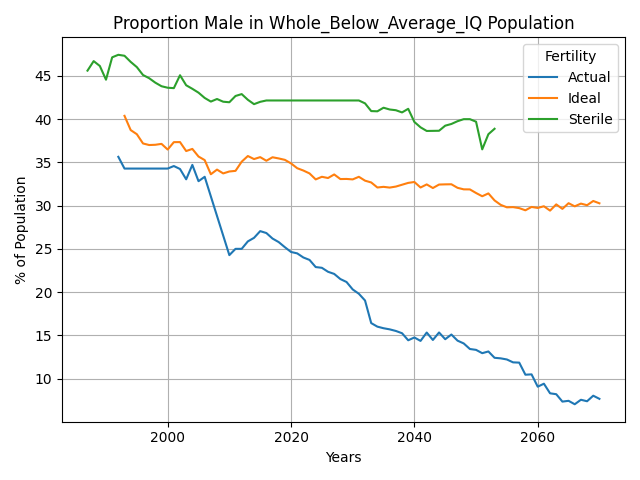 Proportion Male in Whole_Below_Average_IQ Population
% of Population
45
40
35
30
25
20
15
10
Fertility
Actual
Ideal
Sterile
2000
2020
2040
2060
Years